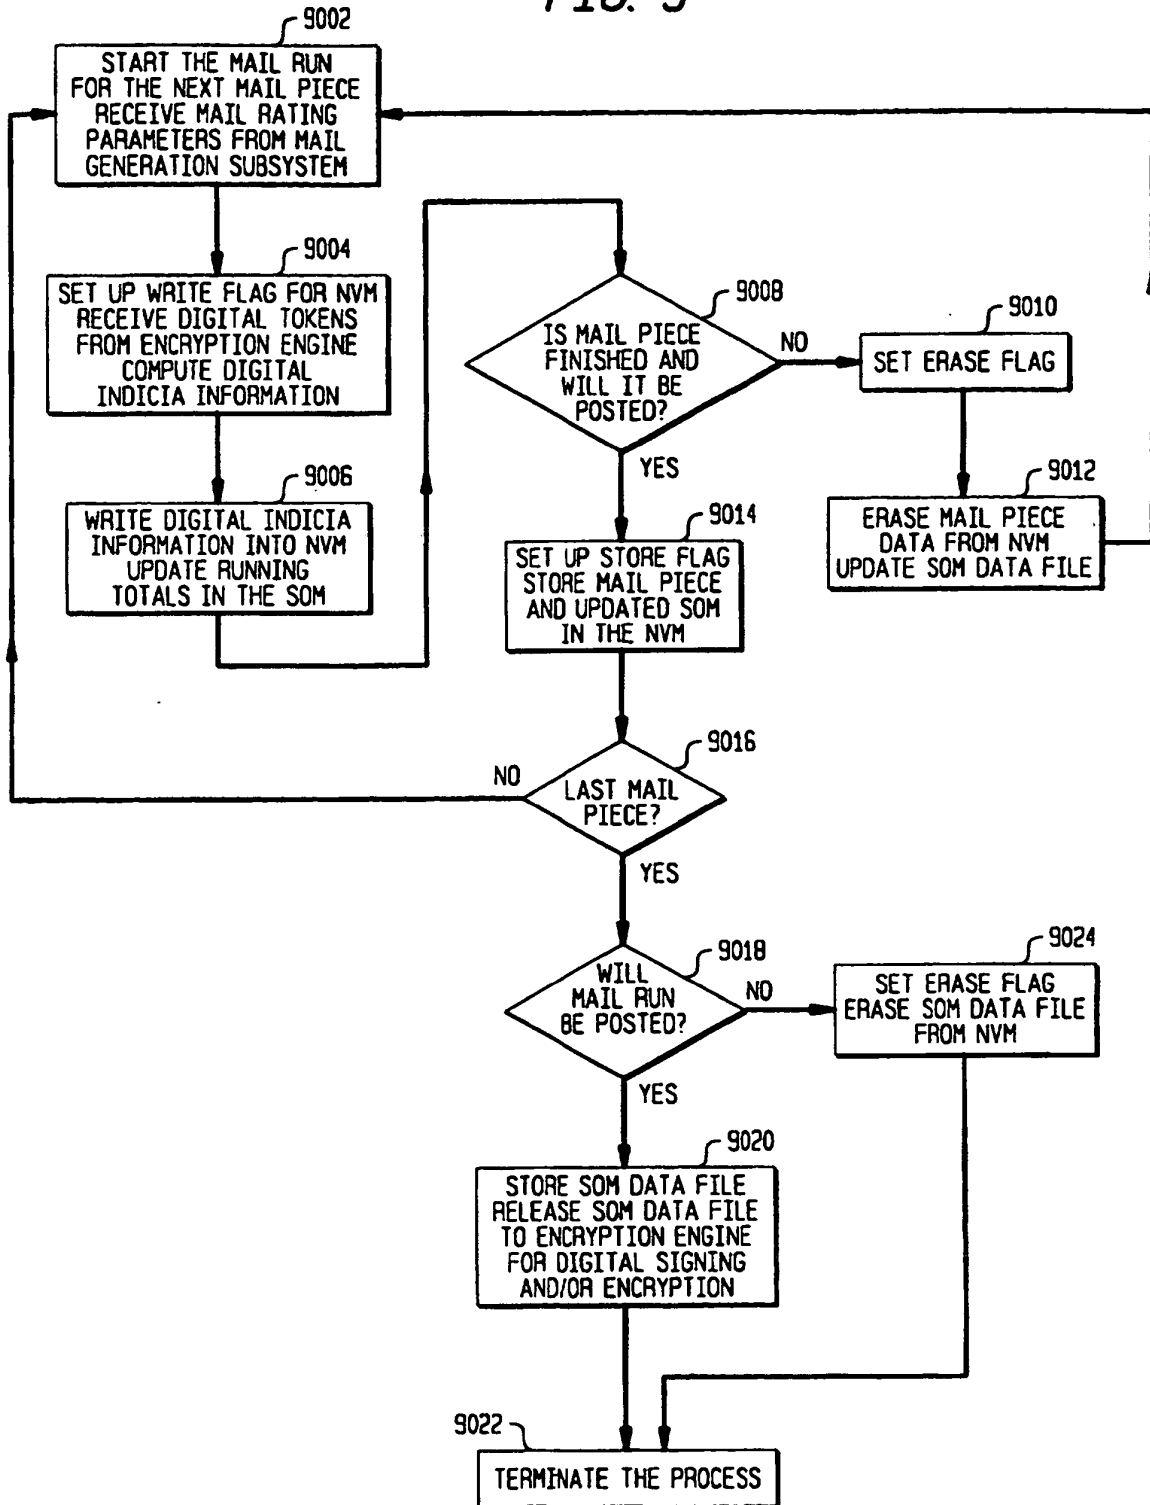 9002
START THE MAIL RUN
FOR THE NEXT MAIL PIECE
RECEIVE MAIL RATING
PARAMETERS FROM MAIL
GENERATION SUBSYSTEM
9004
SET UP WRITE FLAG FOR NVM
RECEIVE DIGITAL TOKENS
FROM ENCRYPTION ENGINE
COMPUTE DIGITAL
INDICIA INFORMATION
9006
WRITE DIGITAL INDICIA
INFORMATION INTO NVM
UPDATE RUNNING
TOTALS IN THE SOM
9008
IS MAIL PIECE
FINISHED AND
WILL IT BE
POSTED?
NO
YES
9010
SET ERASE FLAG
9012
ERASE MAIL PIECE
DATA FROM NVM
UPDATE SOM DATA FILE
9014
SET UP STORE FLAG
STORE MAIL PIECE
AND UPDATED SOM
IN THE NVM
9016
LAST MAIL
PIECE?
NO
YES
9018
WILL
MAIL RUN
BE POSTED?
NO
YES
9024
SET ERASE FLAG
ERASE SOM DATA FILE
FROM NVM
9020
STORE SOM DATA FILE
RELEASE SOM DATA FILE
TO ENCRYPTION ENGINE
FOR DIGITAL SIGNING
AND/OR ENCRYPTION
9022
TERMINATE THE PROCESS